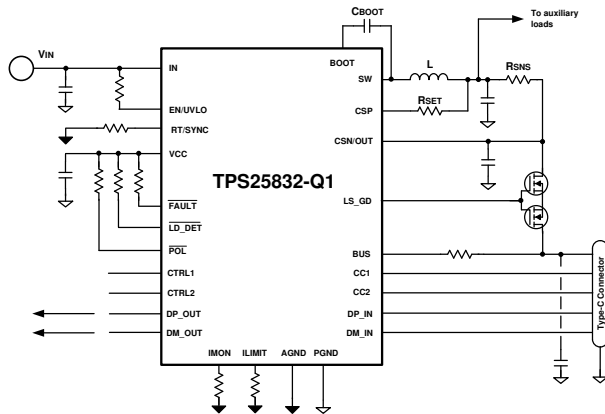 CBOOT
To auxiliary
loads
VIN
BOOT
L
RSNS
IN
SW
RSET
EN/UVLO
CSP
RT/SYNC
CSN/OUT
VCC
TPS25832-Q1
FAULT
LS_GD
LD_DET
POL
BUS
CTRL1
CC1
CTRL2
CC2
DP_OUT
DP_IN
DM_OUT
DM_IN
Type-C Connector
IMON ILIMIT AGND PGND